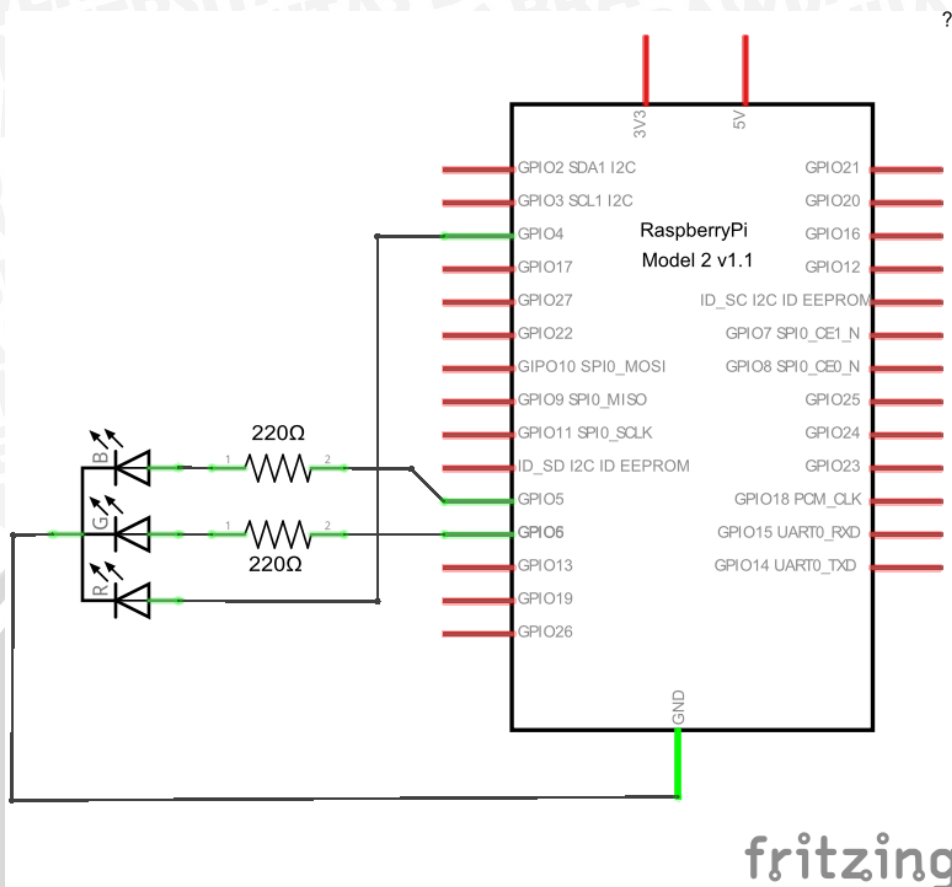 ?
3V3
5V
GPIO2 SDA1 I2C
GPIO3 SCL1 I2C
GPIO4
GPIO17
GPIO27
GPIO22
GIPO10 SPI0_MOSI
GPIO9 SPI0_MISO
GPIO11 SPI0_SCLK
ID_SD I2C ID EEPROM
GPIO5
GPIO6
GPIO13
GPIO19
GPIO26
RaspberryPi
Model 2 v1.1
GPIO21
GPIO20
GPIO16
GPIO12
ID_SC I2C ID EEPROM
GPIO7 SPI0_CE1_N
GPIO8 SPI0_CE0_N
GPIO25
GPIO24
GPIO23
GPIO18 PCM_CLK
GPIO15 UART0_RXD
GPIO14 UART0_TXD
GND
220Ω
B
1
2
G
1
2
220Ω
R
fritzing